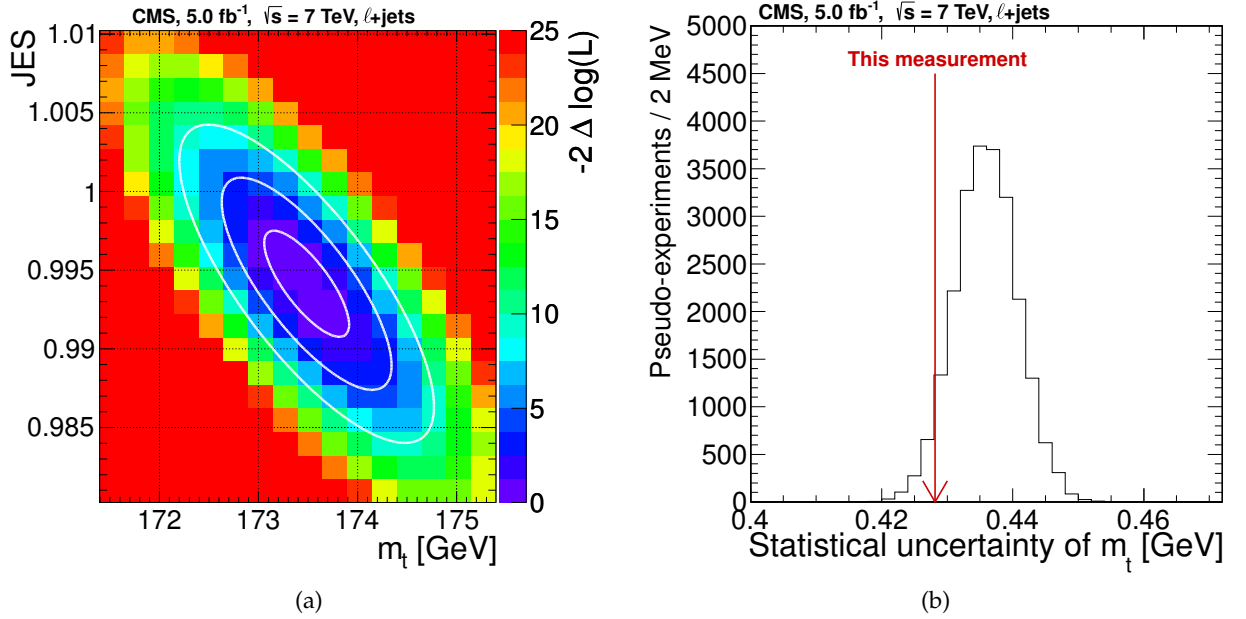 CMS, 5.0 fb⁻¹, √s = 7 TeV, ℓ+jets
JES
1.01
1.005
1
0.995
0.99
0.985
172 173 174 175
mₜ [GeV]
25
20
15
10
5
0
-2 Δ log(L)
(a)
CMS, 5.0 fb⁻¹, √s = 7 TeV, ℓ+jets
Pseudo-experiments / 2 MeV
5000
4500
4000
3500
3000
2500
2000
1500
1000
500
0
This measurement
0.4 0.42 0.44 0.46
Statistical uncertainty of mₜ [GeV]
(b)